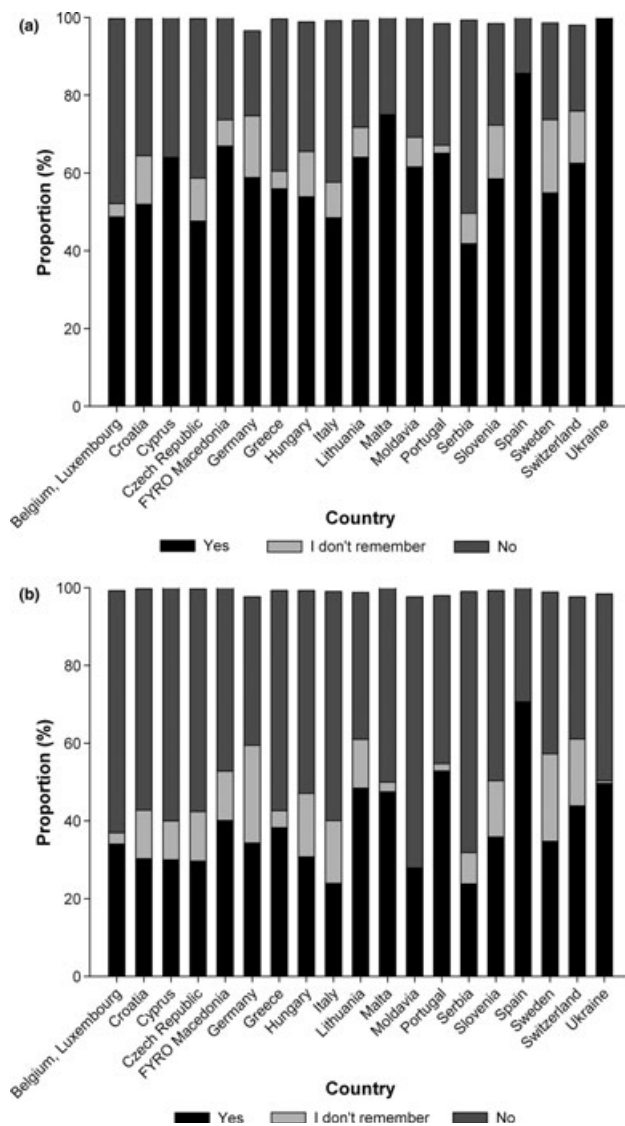 (a)
100
80
60
40
20
0
Proportion (%)
Belgium, Luxembourg
Croatia
Cyprus
Czech Republic
FYRO Macedonia
Germany
Greece
Hungary
Italy
Lithuania
Malta
Moldavia
Portugal
Serbia
Slovenia
Spain
Sweden
Switzerland
Ukraine
Country
Yes I don't remember No
(b)
100
80
60
40
20
0
Proportion (%)
Belgium, Luxembourg
Croatia
Cyprus
Czech Republic
FYRO Macedonia
Germany
Greece
Hungary
Italy
Lithuania
Malta
Moldavia
Portugal
Serbia
Slovenia
Spain
Sweden
Switzerland
Ukraine
Country
Yes I don't remember No